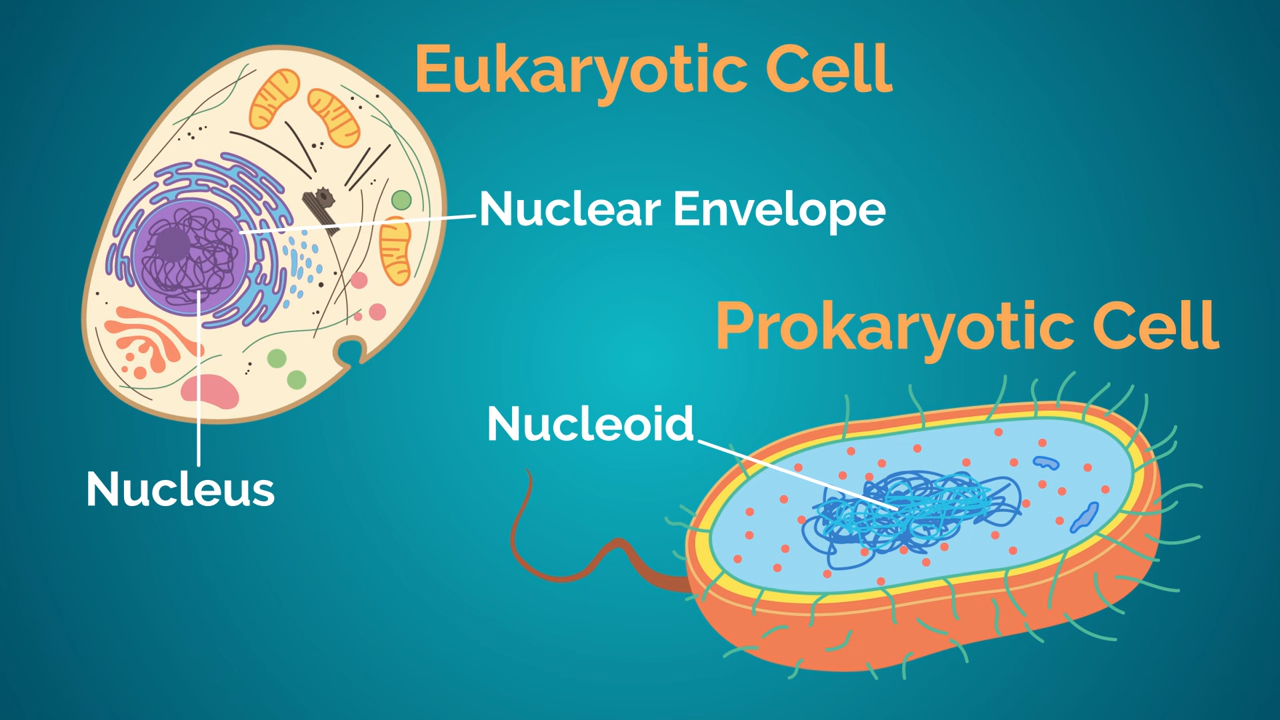 Eukaryotic Cell
Nuclear Envelope
Prokaryotic Cell
Nucleoid
Nucleus